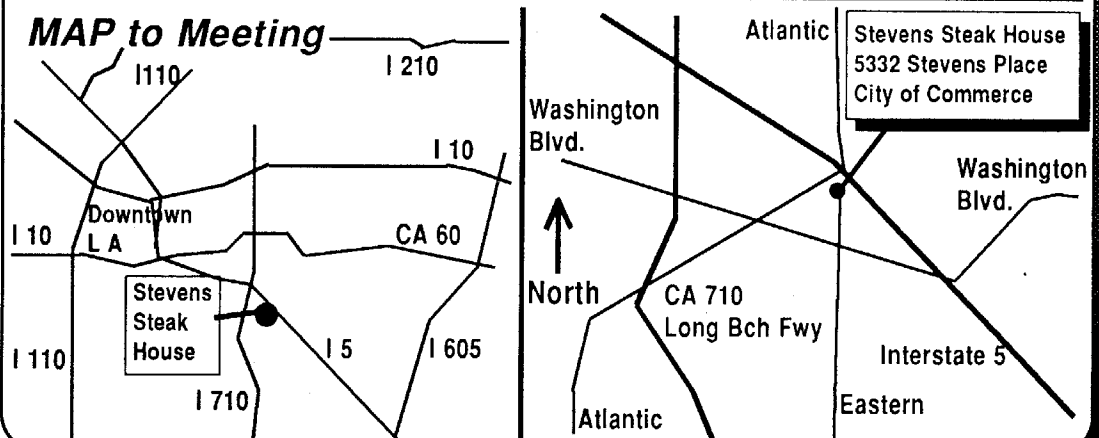 MAP to Meeting
I110
I 210
I 10
Downtown
L A
I 10
CA 60
Stevens
Steak
House
I 110
I 5
I 605
I 710
Atlantic
Stevens Steak House
5332 Stevens Place
City of Commerce
Washington
Blvd.
Washington
Blvd.
North
CA 710
Long Bch Fwy
Interstate 5
Atlantic
Eastern